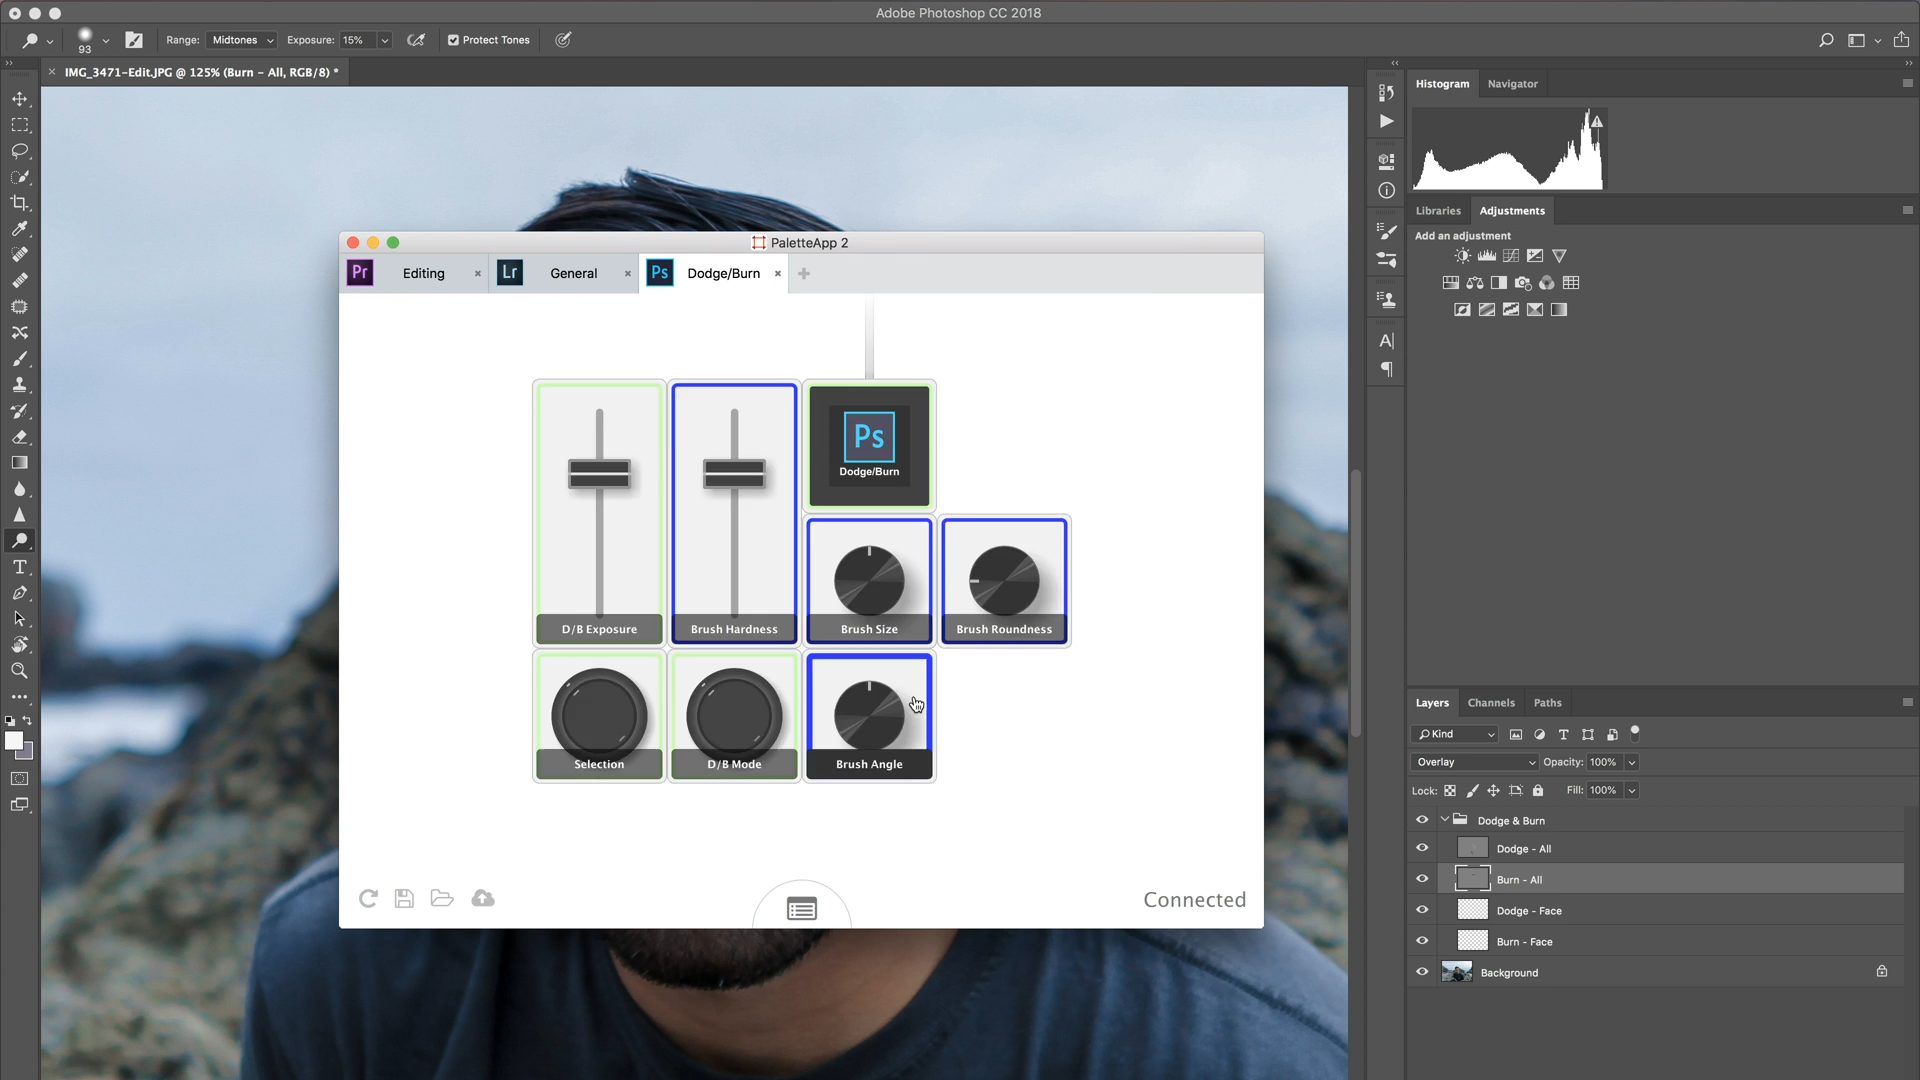 Adobe Photoshop CC 2018
93
Range: Midtones
Exposure: 15%
Protect Tones
IMG_3471-Edit.JPG @ 125% (Burn - All, RGB/8) *
Histogram
Navigator
Libraries
Adjustments
Add an adjustment
PaletteApp 2
Pr
Editing
Lr
General
Ps
Dodge/Burn
Ps
Dodge/Burn
D/B Exposure
Brush Hardness
Brush Size
Brush Roundness
Selection
D/B Mode
Brush Angle
Connected
Layers
Channels
Paths
Kind
Overlay
Opacity: 100%
Lock:
Fill: 100%
Dodge & Burn
Dodge - All
Burn - All
Dodge - Face
Burn - Face
Background